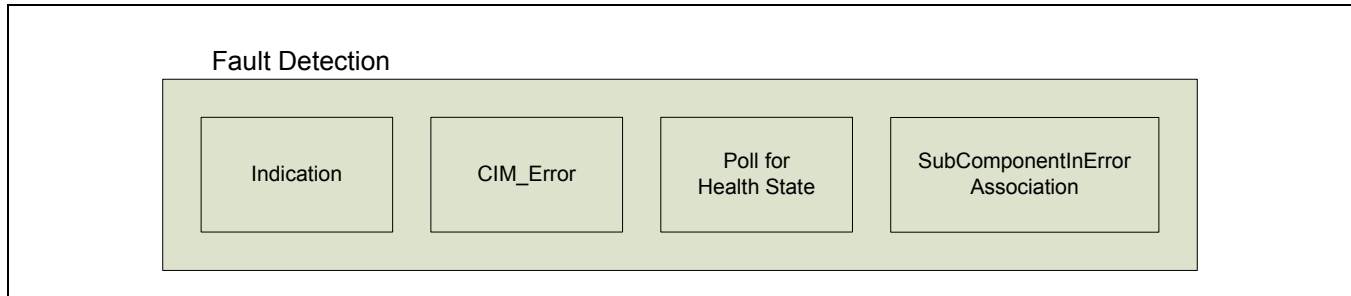 Fault Detection
Indication
CIM_Error
Poll for
Health State
SubComponentInError
Association